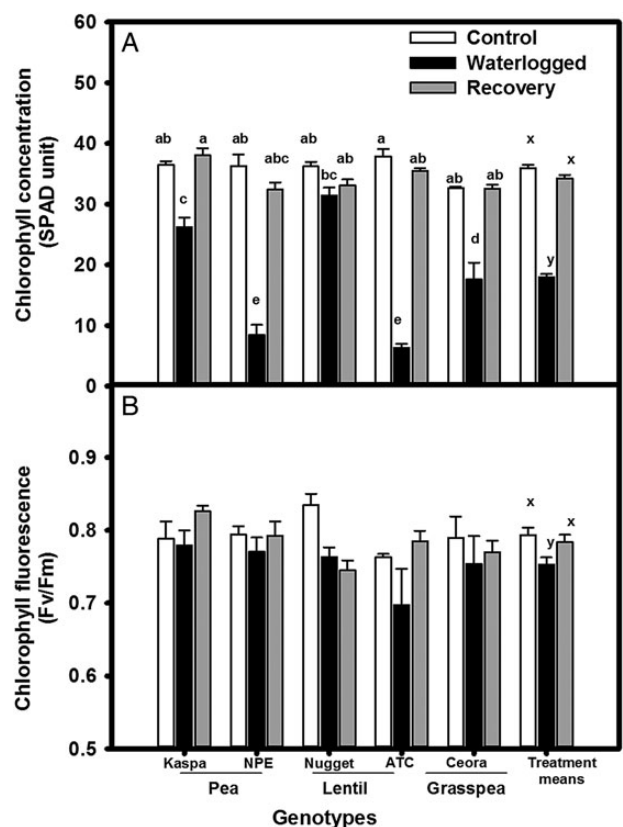 A
Control
Waterlogged
Recovery
Chlorophyll concentration
(SPAD unit)
60
50
40
30
20
10
0
ab a ab abc ab ab a ab ab ab x x
c e bc e d y
B
Chlorophyll fluorescence
(Fv/Fm)
0.9
0.8
0.7
0.6
0.5
x y x
Kaspa NPE Nugget ATC Ceora Treatment
means
Pea Lentil Grasspea
Genotypes